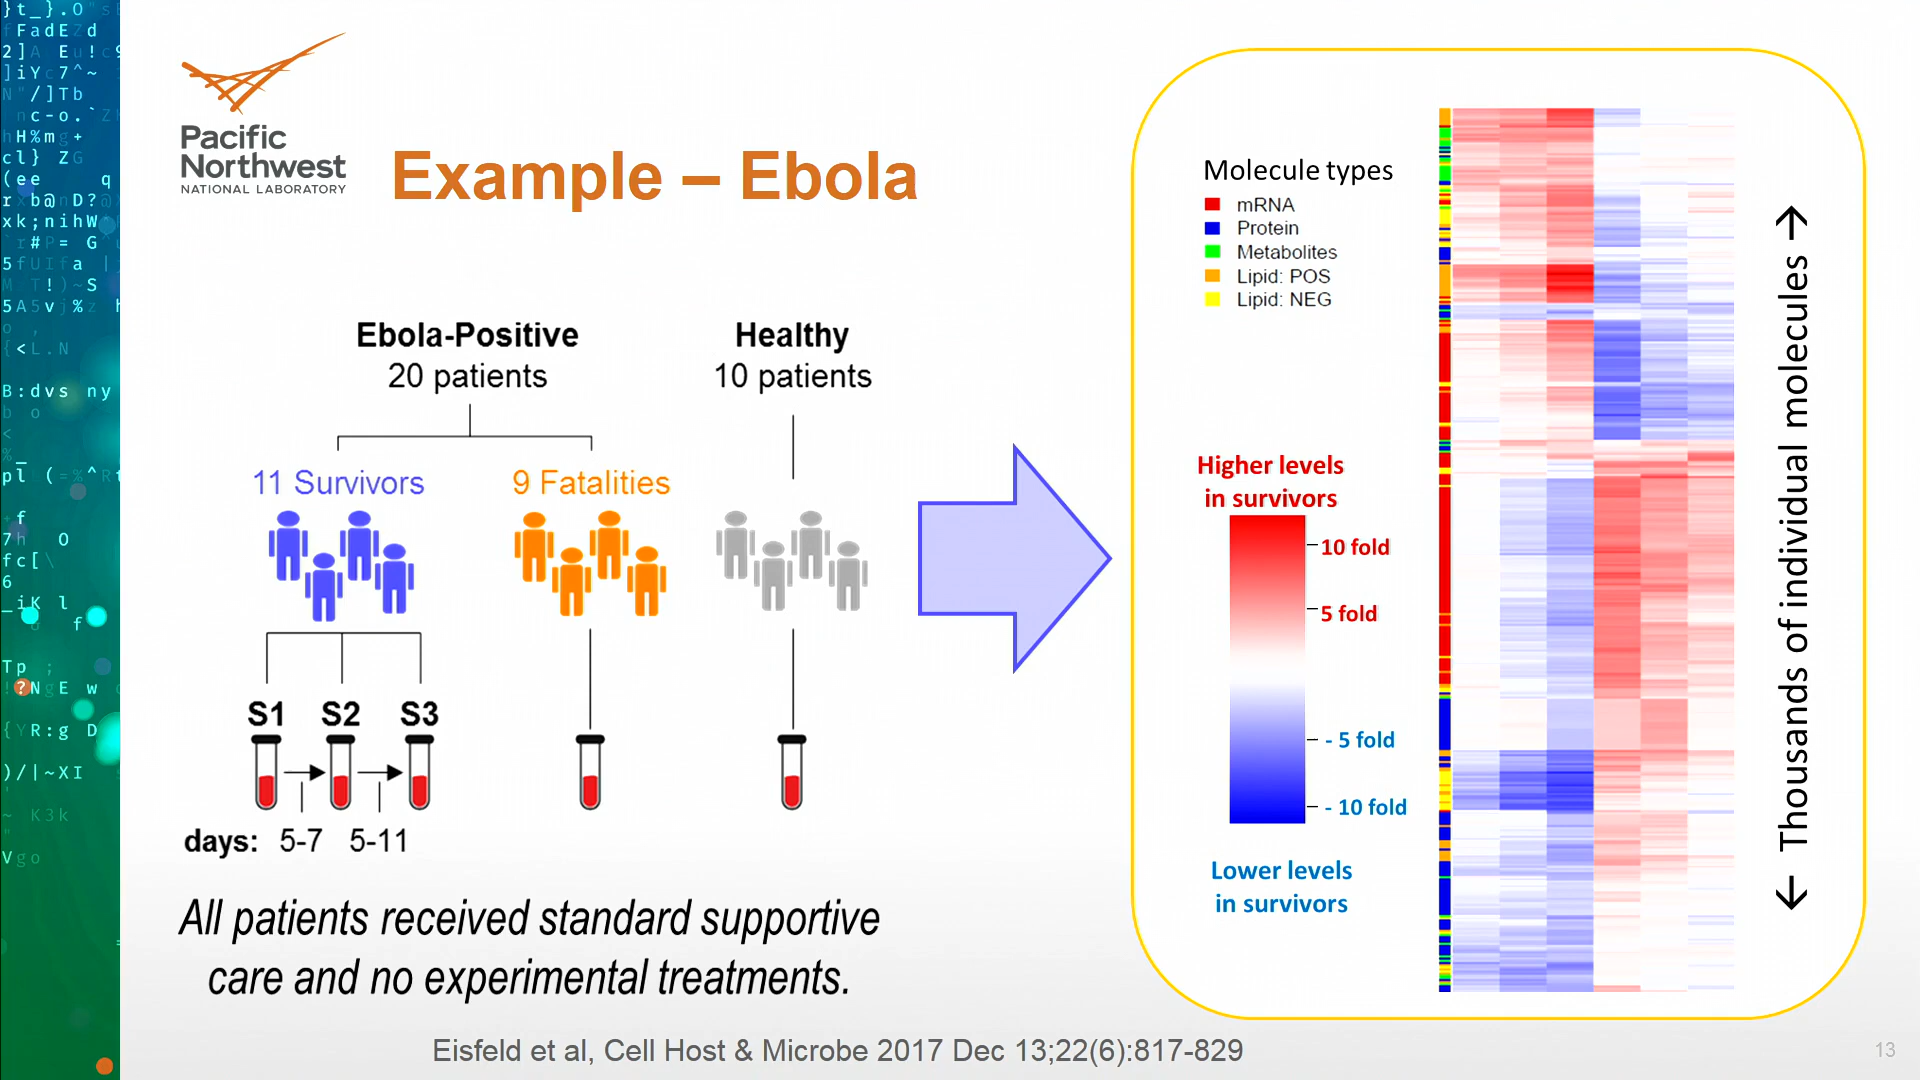 Pacific
Northwest
NATIONAL LABORATORY
Example – Ebola
Ebola-Positive
20 patients
Healthy
10 patients
11 Survivors
9 Fatalities
S1 S2 S3
days: 5-7 5-11
All patients received standard supportive
care and no experimental treatments.
Molecule types
mRNA
Protein
Metabolites
Lipid: POS
Lipid: NEG
Higher levels
in survivors
10 fold
5 fold
- 5 fold
- 10 fold
Lower levels
in survivors
← Thousands of individual molecules →
Eisfeld et al, Cell Host & Microbe 2017 Dec 13;22(6):817-829
13